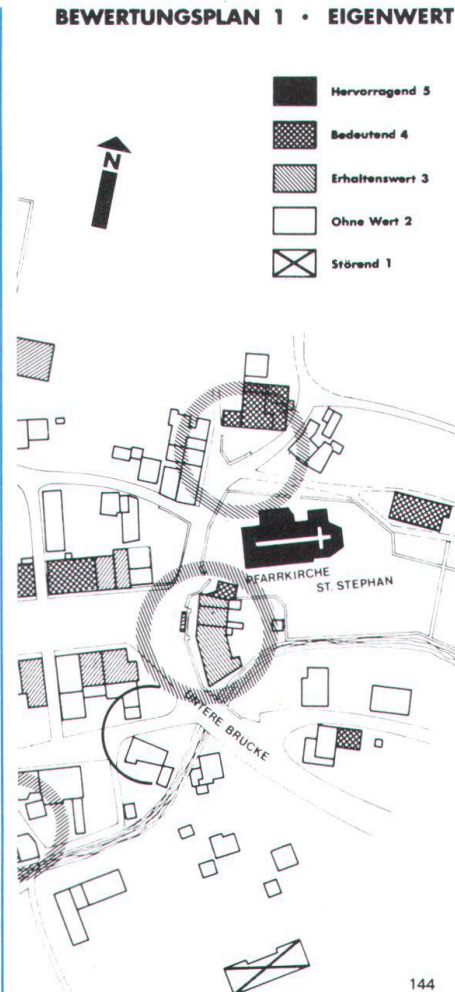 BEWERTUNGSPLAN 1 • EIGENWERT
Hervorragend 5
Bedeutend 4
Erhaltenswert 3
Ohne Wert 2
Störend 1
N
PFARRKIRCHE
ST. STEPHAN
UNTERE BRÜCKE
144